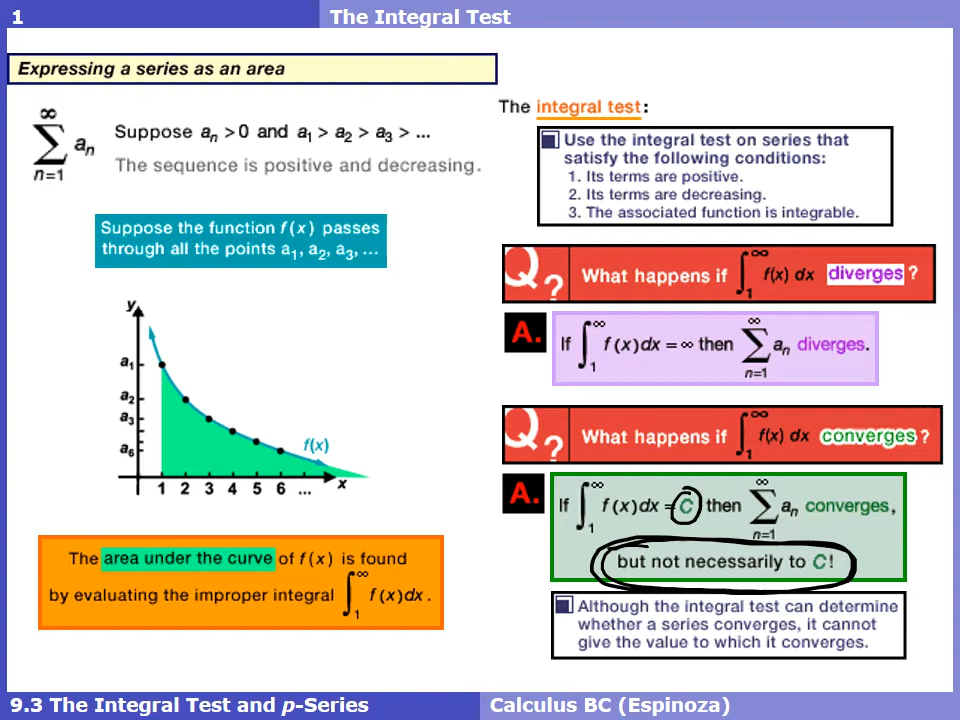 1
The Integral Test
Expressing a series as an area
∞
∑ aₙ
n=1
Suppose aₙ > 0 and a₁ > a₂ > a₃ > ...
The sequence is positive and decreasing.
Suppose the function f(x) passes
through all the points a₁, a₂, a₃, ...
y
a₁
a₂
a₃
a₆
f(x)
1 2 3 4 5 6 ... x
The area under the curve of f(x) is found
by evaluating the improper integral ∫₁^∞ f(x)dx.
The integral test:
Use the integral test on series that
satisfy the following conditions:
1. Its terms are positive.
2. Its terms are decreasing.
3. The associated function is integrable.
Q? What happens if ∫₁^∞ f(x) dx diverges ?
A. If ∫₁^∞ f(x)dx = ∞ then ∑ₙ₌₁^∞ aₙ diverges.
Q? What happens if ∫₁^∞ f(x) dx converges ?
A. If ∫₁^∞ f(x)dx = C then ∑ₙ₌₁^∞ aₙ converges,
but not necessarily to C!
Although the integral test can determine
whether a series converges, it cannot
give the value to which it converges.
9.3 The Integral Test and p-Series
Calculus BC (Espinoza)